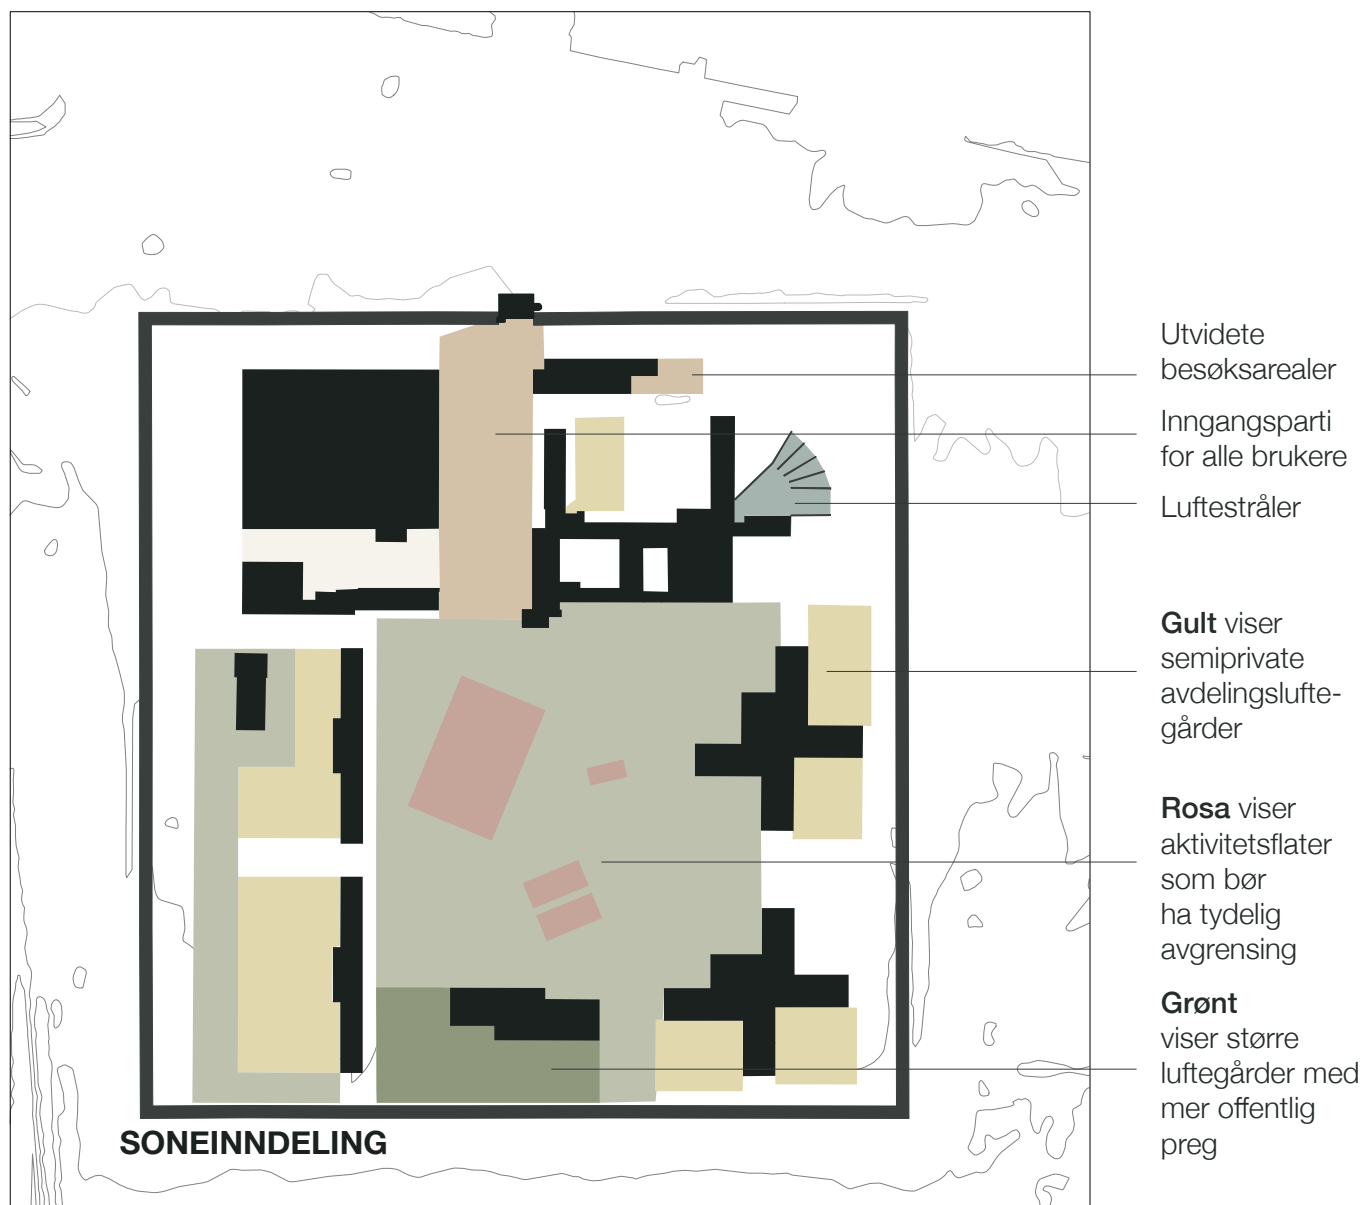 Utvidete
besøksarealer
Inngangsparti
for alle brukere
Luftestråler
Gult viser
semiprivate
avdelingslufte-
gårder
Rosa viser
aktivitetsflater
som bør
ha tydelig
avgrensing
Grønt
viser større
luftegårder med
mer offentlig
preg
SONEINNDELING